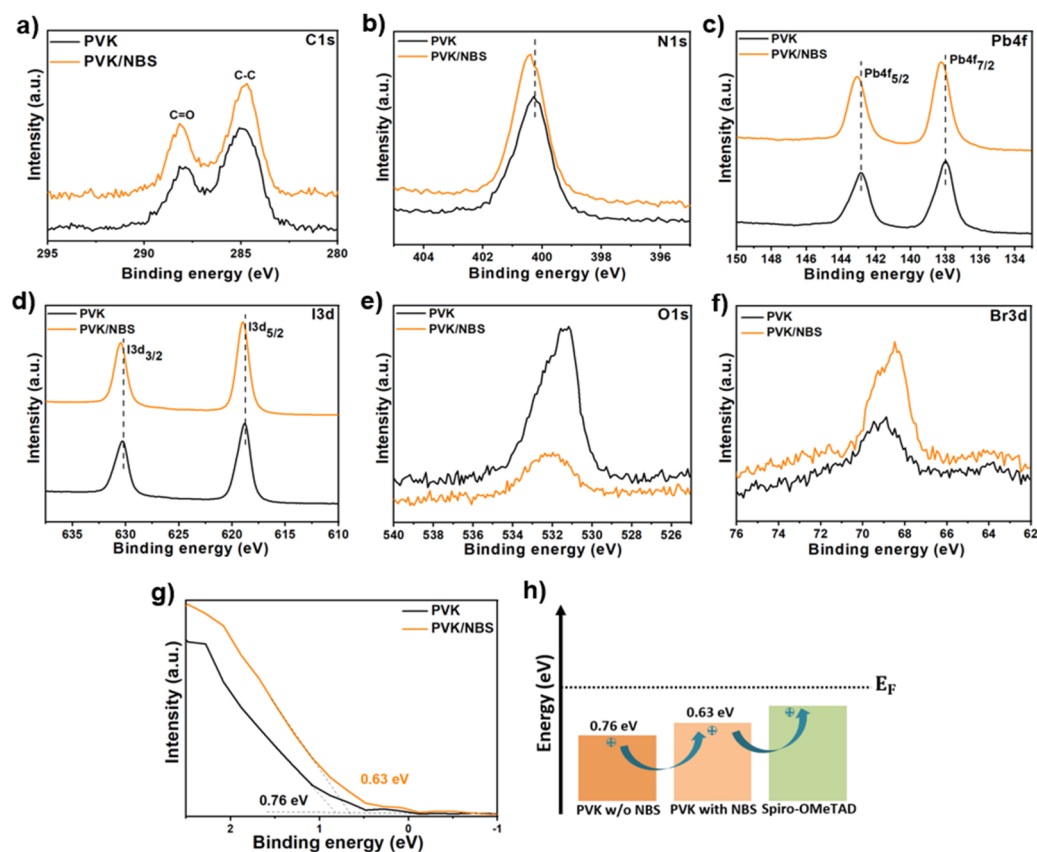 a)
C1s
PVK
PVK/NBS
C=O
C-C
Intensity (a.u.)
295 290 285 280
Binding energy (eV)
b)
N1s
PVK
PVK/NBS
Intensity (a.u.)
404 402 400 398 396
Binding energy (eV)
c)
Pb4f
PVK
PVK/NBS
Pb4f5/2
Pb4f7/2
Intensity (a.u.)
150 148 146 144 142 140 138 136 134
Binding energy (eV)
d)
I3d
PVK
PVK/NBS
I3d3/2
I3d5/2
Intensity (a.u.)
635 630 625 620 615 610
Binding energy (eV)
e)
O1s
PVK
PVK/NBS
Intensity (a.u.)
540 538 536 534 532 530 528 526
Binding energy (eV)
f)
Br3d
PVK
PVK/NBS
Intensity (a.u.)
76 74 72 70 68 66 64 62
Binding energy (eV)
g)
PVK
PVK/NBS
0.76 eV
0.63 eV
Intensity (a.u.)
2 1 0 -1
Binding energy (eV)
h)
Energy (eV)
EF
0.76 eV
0.63 eV
PVK w/o NBS
PVK with NBS
Spiro-OMeTAD